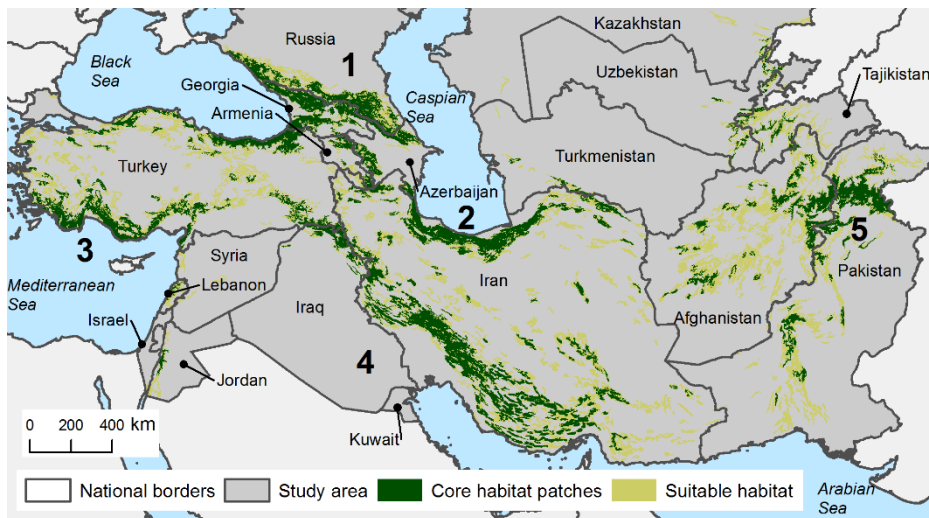 Kazakhstan
Russia
1
Black
Sea
Uzbekistan
Georgia
Tajikistan
Caspian
Sea
Armenia
Turkmenistan
Turkey
Azerbaijan
2
3
5
Syria
Iran
Pakistan
Mediterranean
Sea
Lebanon
Iraq
Israel
Afghanistan
4
Jordan
0 200 400
km
Kuwait
National borders
Study area
Core habitat patches
Suitable habitat
Arabian
Sea